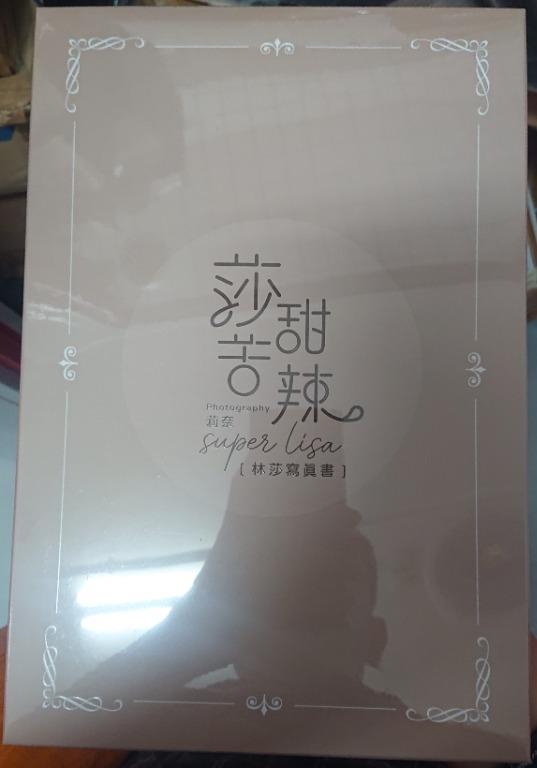 莎甜
苦辣
Photography
莉奈
super lisa
[ 林莎寫眞書 ]